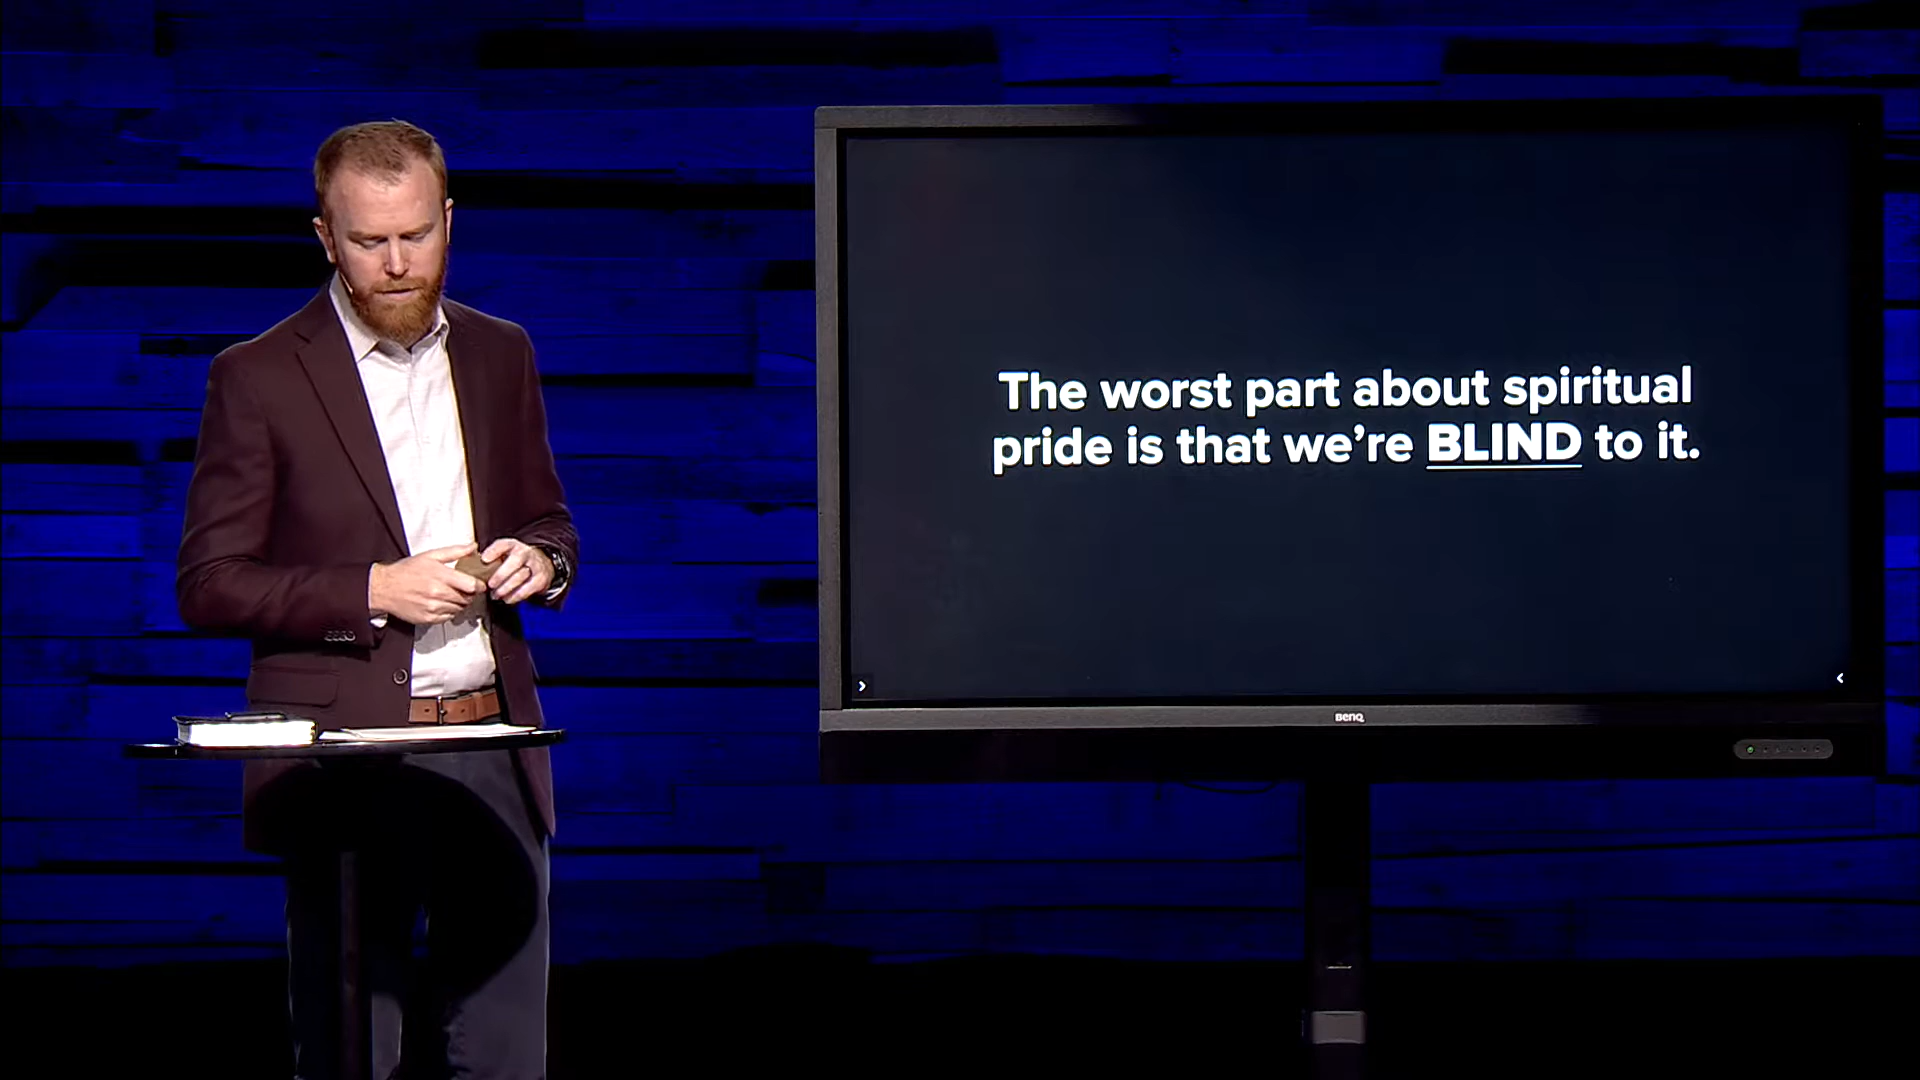 The worst part about spiritual
pride is that we’re BLIND to it.
BenQ